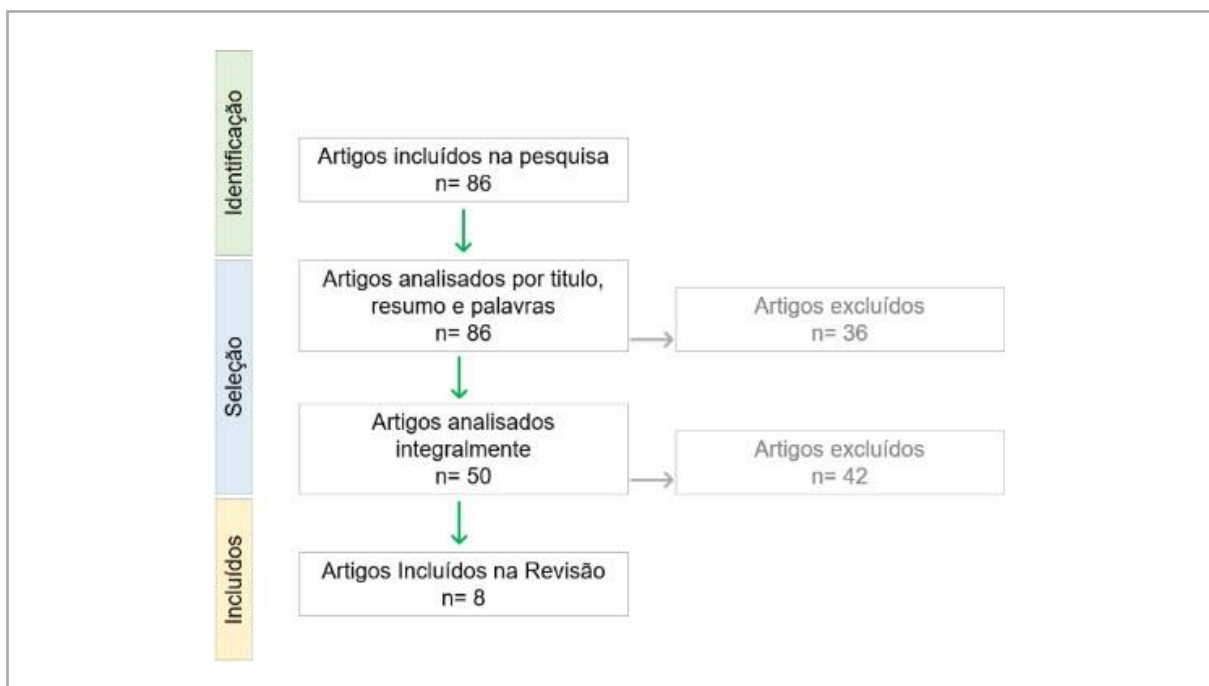 Identificação
Artigos incluídos na pesquisa
n= 86
Seleção
Artigos analisados por titulo,
resumo e palavras
n= 86
Artigos excluídos
n= 36
Artigos analisados
integralmente
n= 50
Artigos excluídos
n= 42
Incluídos
Artigos Incluídos na Revisão
n= 8